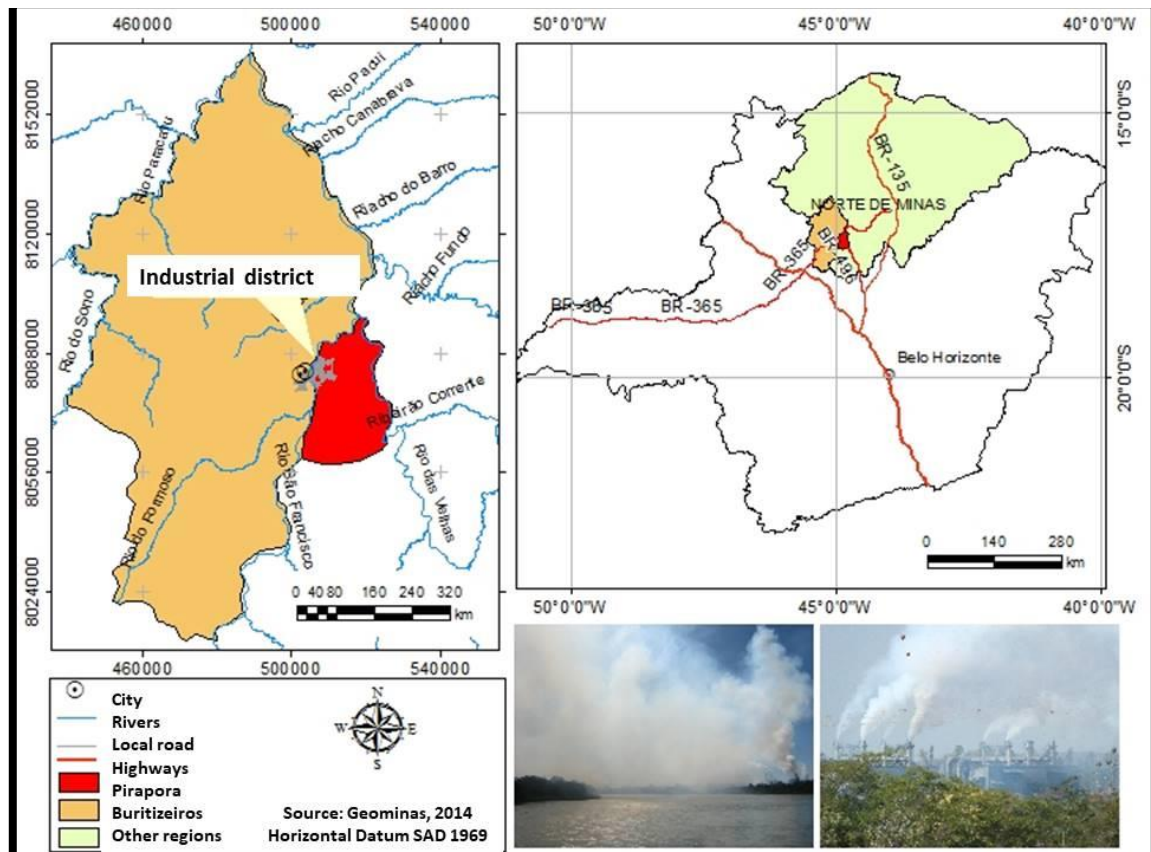 460000 500000 540000
8152000
8120000
8088000
8056000
8024000
Rio Pacui
Riacho Canabrava
Rio Paracatu
Riacho do Barro
Riacho Fundo
Industrial district
Rio do Sono
Ribeirão Corrente
Rio das Velhas
Rio São Francisco
Rio do Formoso
0 40 80 160 240 320
km
460000 500000 540000
50°0'0"W 45°0'0"W 40°0'0"W
15°0'0"S
20°0'0"S
BR-135
NORTE DE MINAS
BR-496
BR-365
BR-365
BR-365
Belo Horizonte
0 140 280
km
50°0'0"W 45°0'0"W 40°0'0"W
City
Rivers
Local road
Highways
Pirapora
Buritizeiros
Other regions
N
W E
S
Source: Geominas, 2014
Horizontal Datum SAD 1969